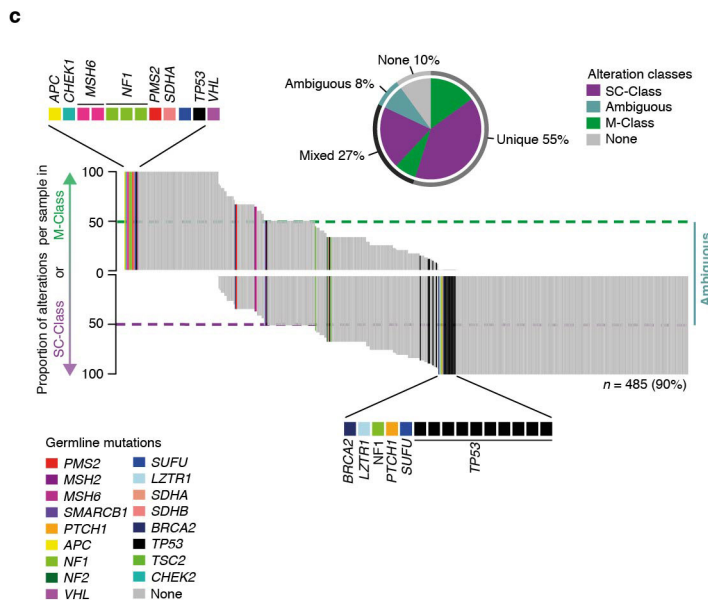 c
APC
CHEK1
MSH6
NF1
PMS2
SDHA
TP53
VHL
None 10%
Ambiguous 8%
Mixed 27%
Unique 55%
Alteration classes
SC-Class
Ambiguous
M-Class
None
Proportion of alterations per sample in
SC-Class or M-Class
100
50
0
50
100
Ambiguous
n = 485 (90%)
BRCA2
LZTR1
NF1
PTCH1
SUFU
TP53
Germline mutations
PMS2
MSH2
MSH6
SMARCB1
PTCH1
APC
NF1
NF2
VHL
SUFU
LZTR1
SDHA
SDHB
BRCA2
TP53
TSC2
CHEK2
None